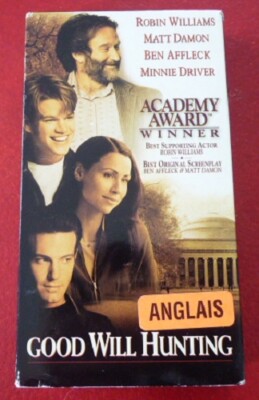 ROBIN WILLIAMS
MATT DAMON
BEN AFFLECK
MINNIE DRIVER
ACADEMY
AWARD™
WINNER
BEST SUPPORTING ACTOR
ROBIN WILLIAMS
BEST ORIGINAL SCREENPLAY
BEN AFFLECK & MATT DAMON
ANGLAIS
GOOD WILL HUNTING